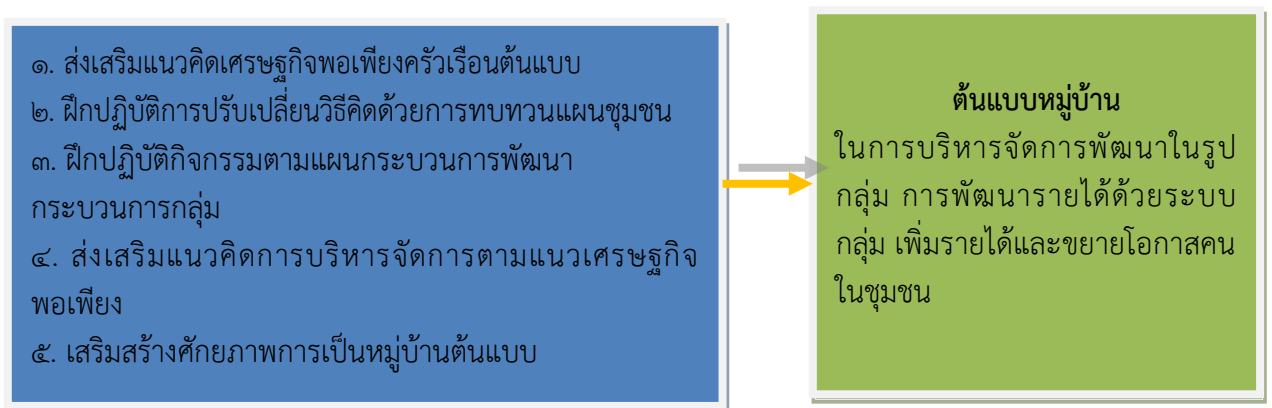 ๑. ส่งเสริมแนวคิดเศรษฐกิจพอเพียงครัวเรือนต้นแบบ
๒. ฝึกปฏิบัติการปรับเปลี่ยนวิธีคิดด้วยการทบทวนแผนชุมชน
๓. ฝึกปฏิบัติกิจกรรมตามแผนกระบวนการพัฒนา
กระบวนการกลุ่ม
๔. ส่งเสริมแนวคิดการบริหารจัดการตามแนวเศรษฐกิจ
พอเพียง
๕. เสริมสร้างศักยภาพการเป็นหมู่บ้านต้นแบบ
ต้นแบบหมู่บ้าน
ในการบริหารจัดการพัฒนาในรูป
กลุ่ม การพัฒนารายได้ด้วยระบบ
กลุ่ม เพิ่มรายได้และขยายโอกาสคน
ในชุมชน